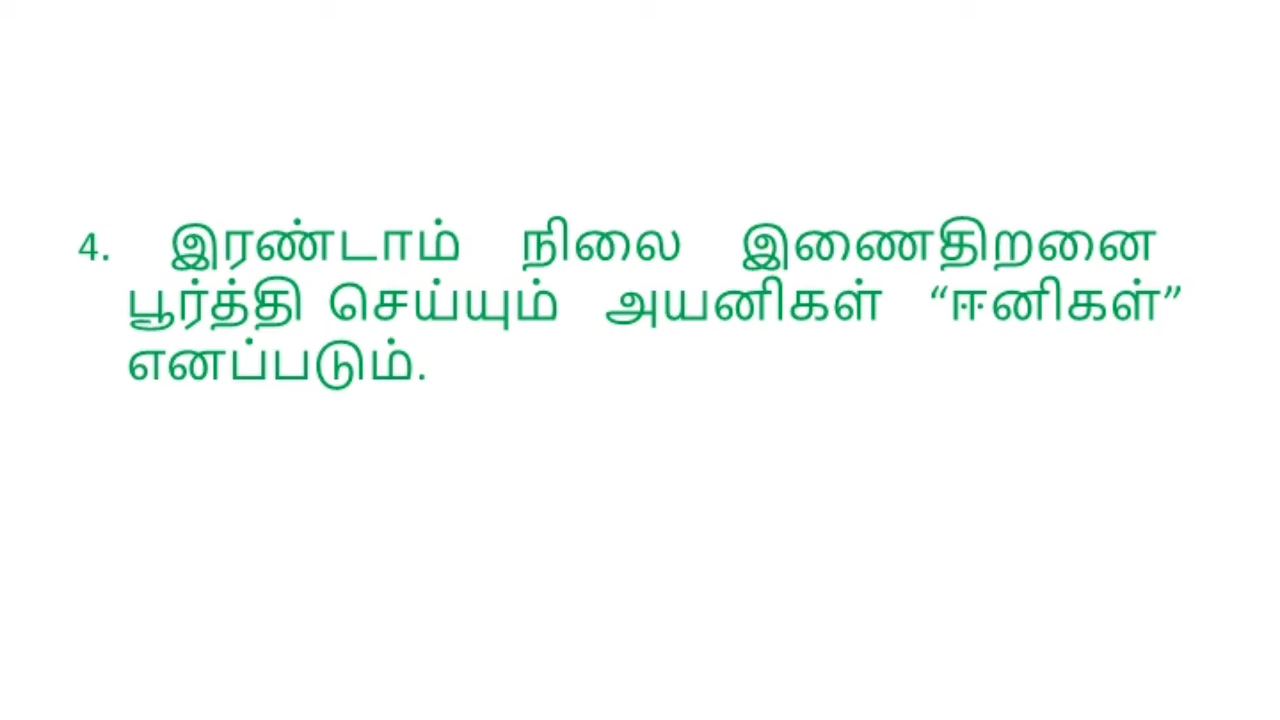 4. இரண்டாம் நிலை இணைதிறனை
பூர்த்தி செய்யும் அயனிகள் “ஈனிகள்”
எனப்படும்.